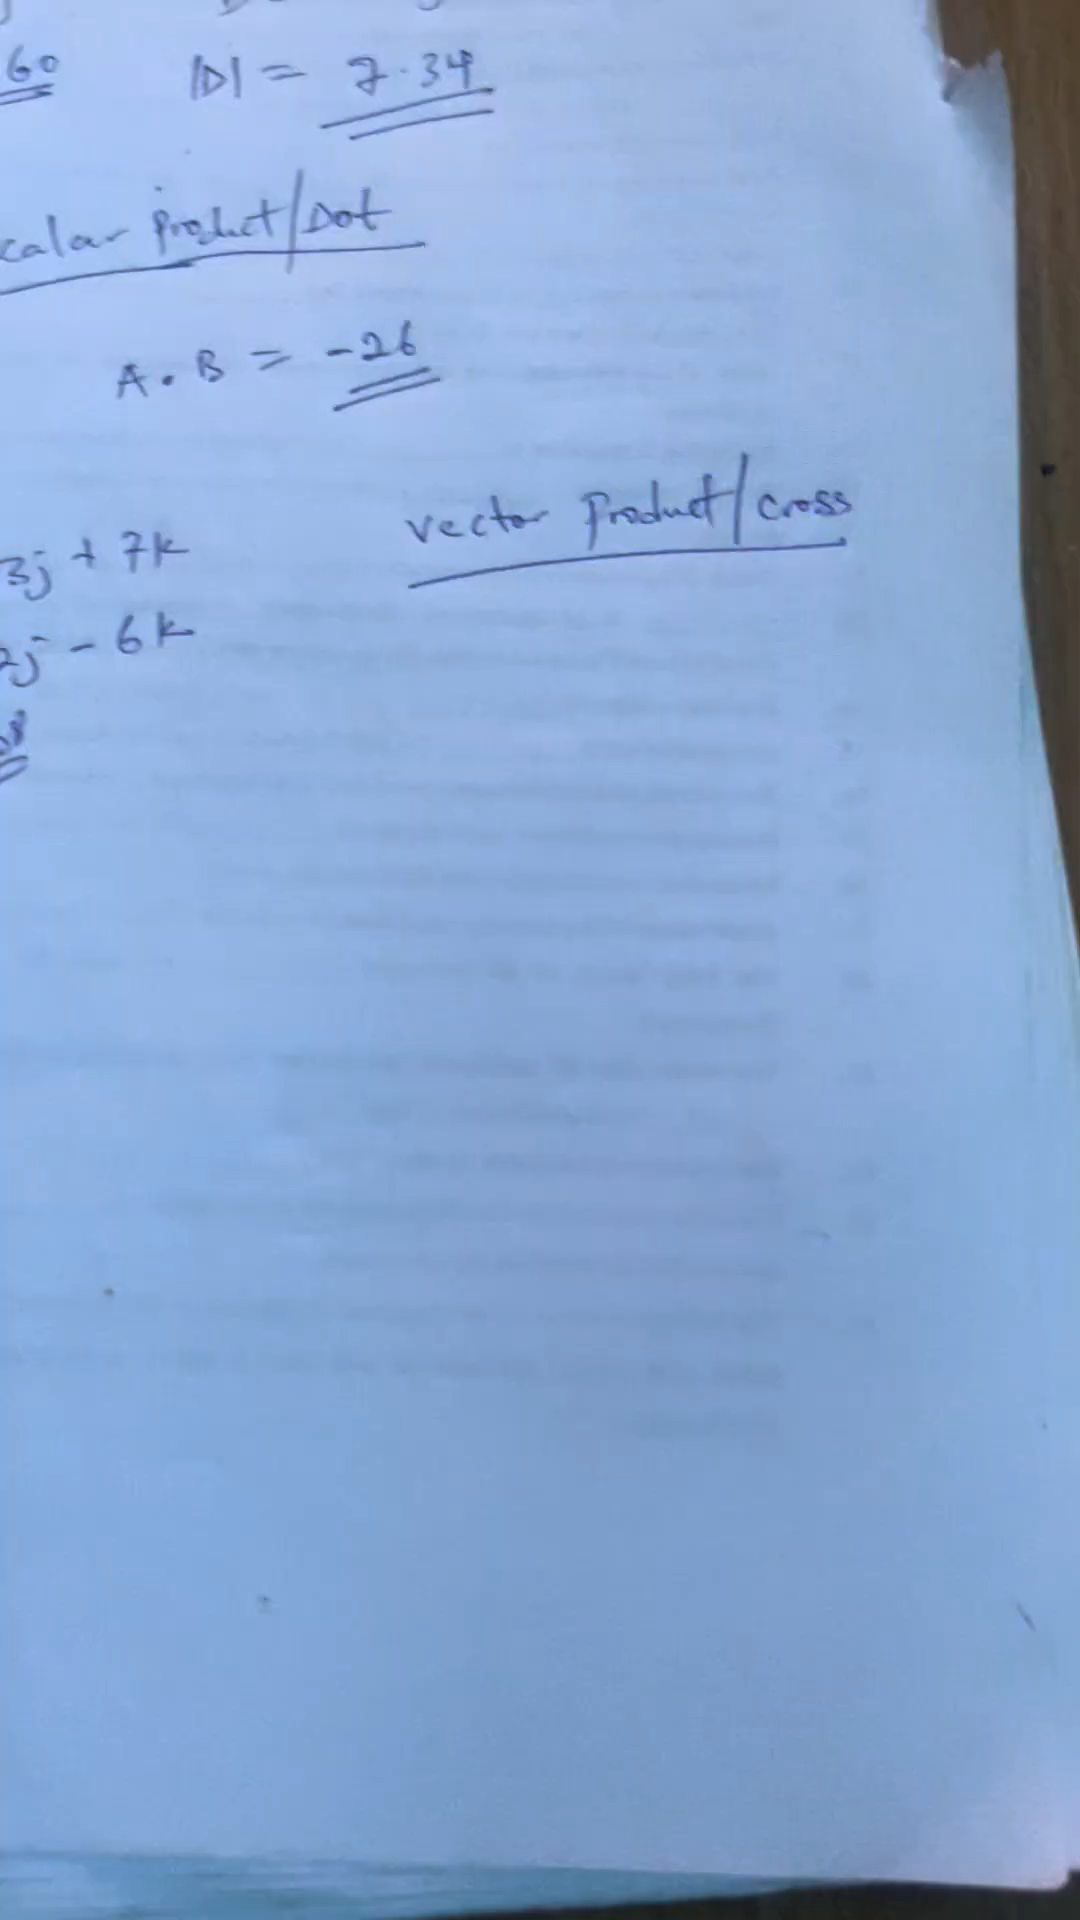 60 |D| = 7.34
calar Product/Dot
A . B = -26
vector Product/cross
3j + 7k
2j - 6k